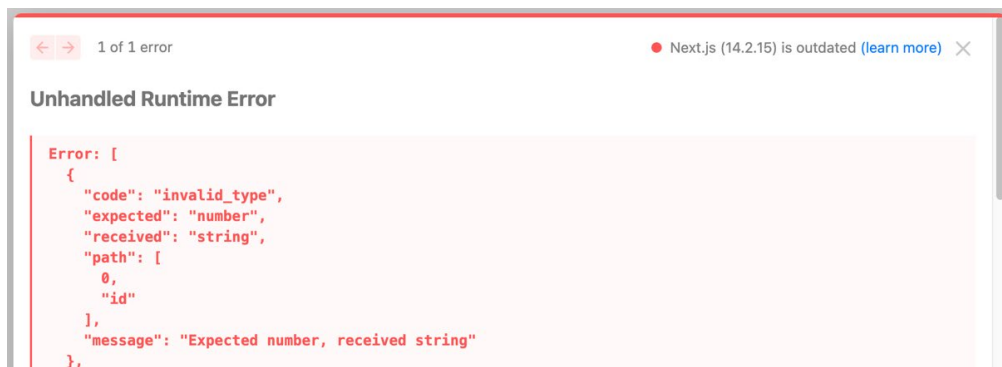 1 of 1 error
Next.js (14.2.15) is outdated (learn more)
Unhandled Runtime Error
Error: [
  {
    "code": "invalid_type",
    "expected": "number",
    "received": "string",
    "path": [
      0,
      "id"
    ],
    "message": "Expected number, received string"
  },